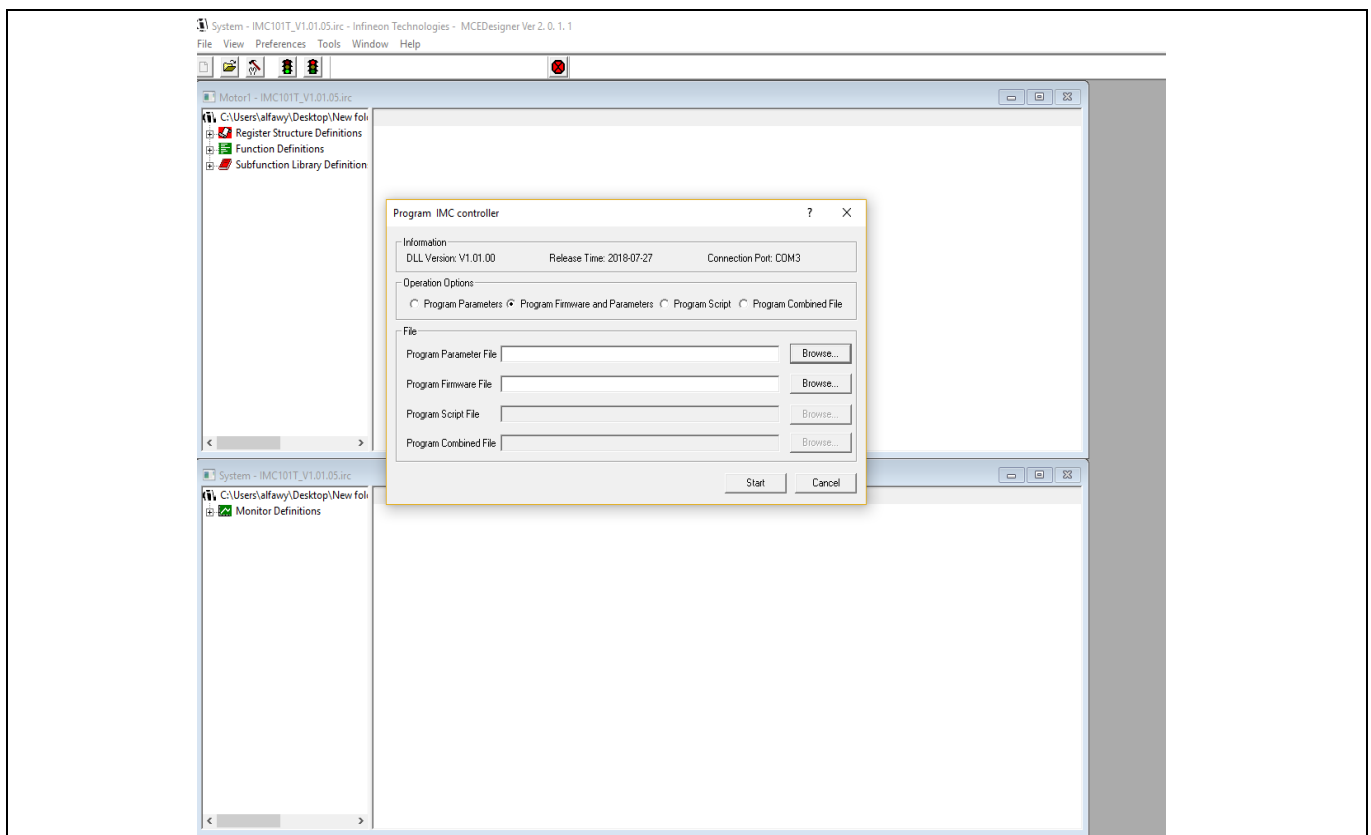 System - IMC101T_V1.01.05.irc - Infineon Technologies - MCEDesigner Ver 2. 0. 1. 1
File View Preferences Tools Window Help
Motor1 - IMC101T_V1.01.05.irc
C:\Users\alfawy\Desktop\New fol
Register Structure Definitions
Function Definitions
Subfunction Library Definition
Program IMC controller
Information
DLL Version: V1.01.00 Release Time: 2018-07-27 Connection Port: COM3
Operation Options
Program Parameters Program Firmware and Parameters Program Script Program Combined File
File
Program Parameter File Browse...
Program Firmware File Browse...
Program Script File Browse...
Program Combined File Browse...
Start Cancel
System - IMC101T_V1.01.05.irc
C:\Users\alfawy\Desktop\New fol
Monitor Definitions